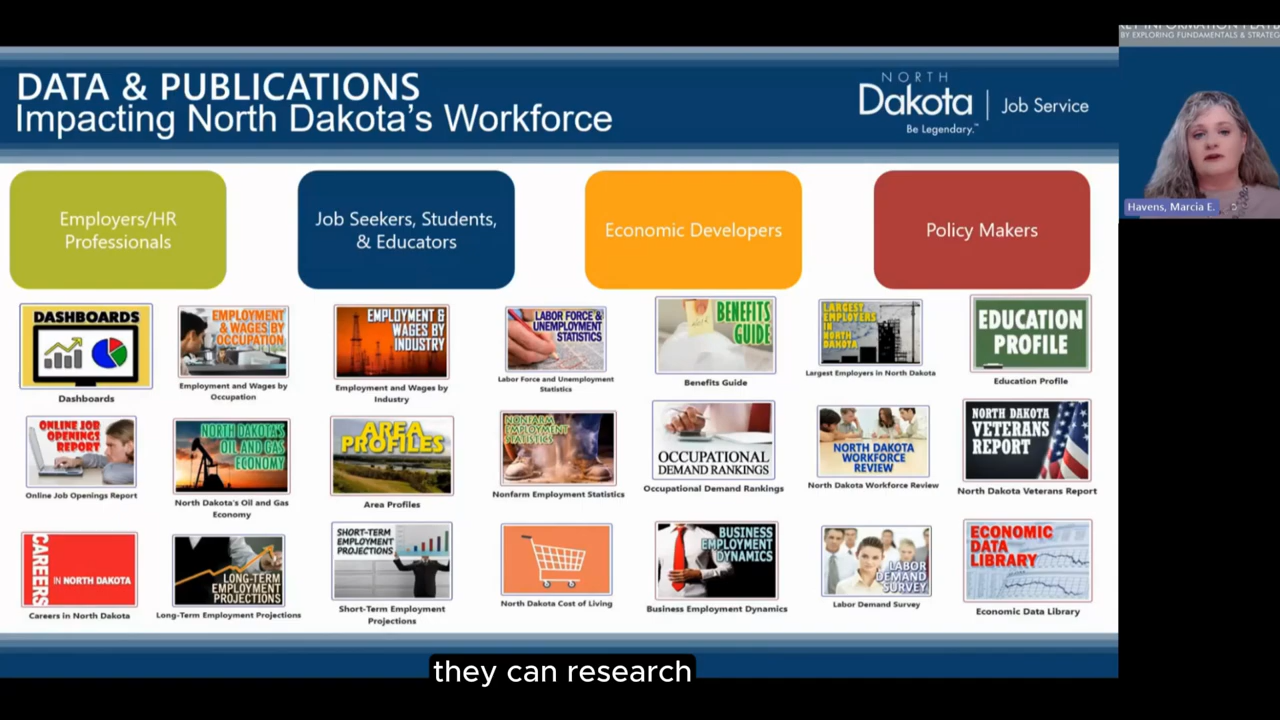 KEY INFORMATION PLAYB
BY EXPLORING FUNDAMENTALS & STRATEG
DATA & PUBLICATIONS
Impacting North Dakota's Workforce
NORTH
Dakota
Be Legendary.™
Job Service
Havens, Marcia E.
Employers/HR
Professionals
Job Seekers, Students,
& Educators
Economic Developers
Policy Makers
DASHBOARDS
Dashboards
EMPLOYMENT
& WAGES BY
OCCUPATION
Employment and Wages by
Occupation
EMPLOYMENT &
WAGES BY
INDUSTRY
Employment and Wages by
Industry
LABOR FORCE &
UNEMPLOYMENT
STATISTICS
Labor Force and Unemployment
Statistics
BENEFITS
GUIDE
Benefits Guide
LARGEST
EMPLOYERS
IN
NORTH
DAKOTA
Largest Employers in North Dakota
EDUCATION
PROFILE
Education Profile
ONLINE JOB
OPENINGS
REPORT
Online Job Openings Report
NORTH DAKOTA'S
OIL AND GAS
ECONOMY
North Dakota's Oil and Gas
Economy
AREA
PROFILES
Area Profiles
NONFARM
EMPLOYMENT
STATISTICS
Nonfarm Employment Statistics
OCCUPATIONAL
DEMAND RANKINGS
Occupational Demand Rankings
NORTH DAKOTA
WORKFORCE
REVIEW
North Dakota Workforce Review
NORTH DAKOTA
VETERANS
REPORT
North Dakota Veterans Report
CAREERS
IN NORTH DAKOTA
Careers in North Dakota
LONG-TERM
EMPLOYMENT
PROJECTIONS
Long-Term Employment Projections
SHORT-TERM
EMPLOYMENT
PROJECTIONS
Short-Term Employment
Projections
North Dakota Cost of Living
BUSINESS
EMPLOYMENT
DYNAMICS
Business Employment Dynamics
LABOR
DEMAND
SURVEY
Labor Demand Survey
ECONOMIC
DATA
LIBRARY
Economic Data Library
they can research